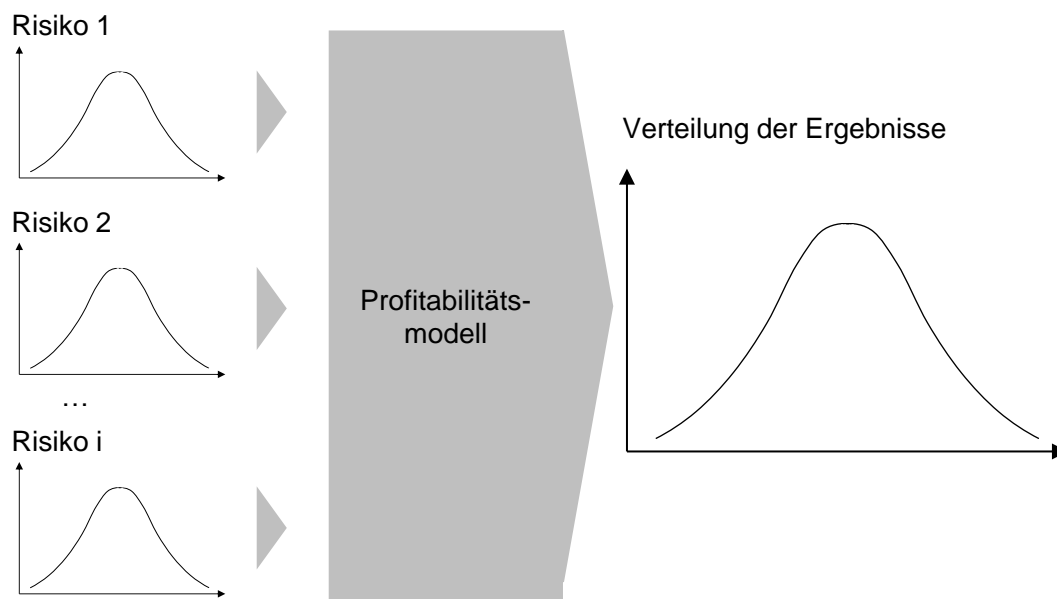 Risiko 1
Risiko 2
…
Risiko i
Profitabilitäts-
modell
Verteilung der Ergebnisse